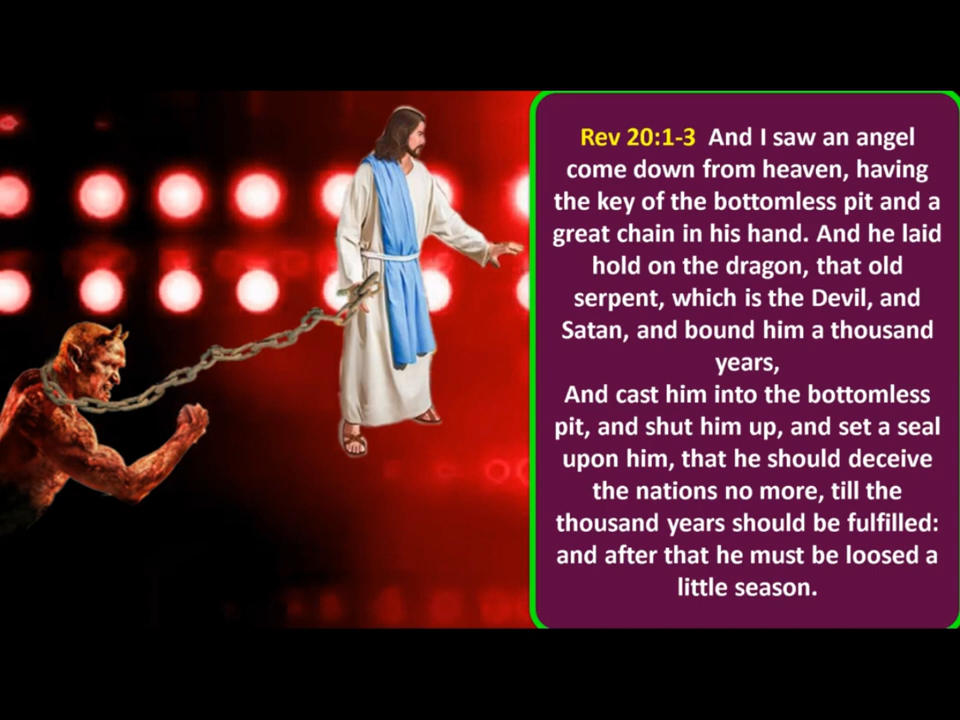 Rev 20:1-3 And I saw an angel
come down from heaven, having
the key of the bottomless pit and a
great chain in his hand. And he laid
hold on the dragon, that old
serpent, which is the Devil, and
Satan, and bound him a thousand
years,
And cast him into the bottomless
pit, and shut him up, and set a seal
upon him, that he should deceive
the nations no more, till the
thousand years should be fulfilled:
and after that he must be loosed a
little season.